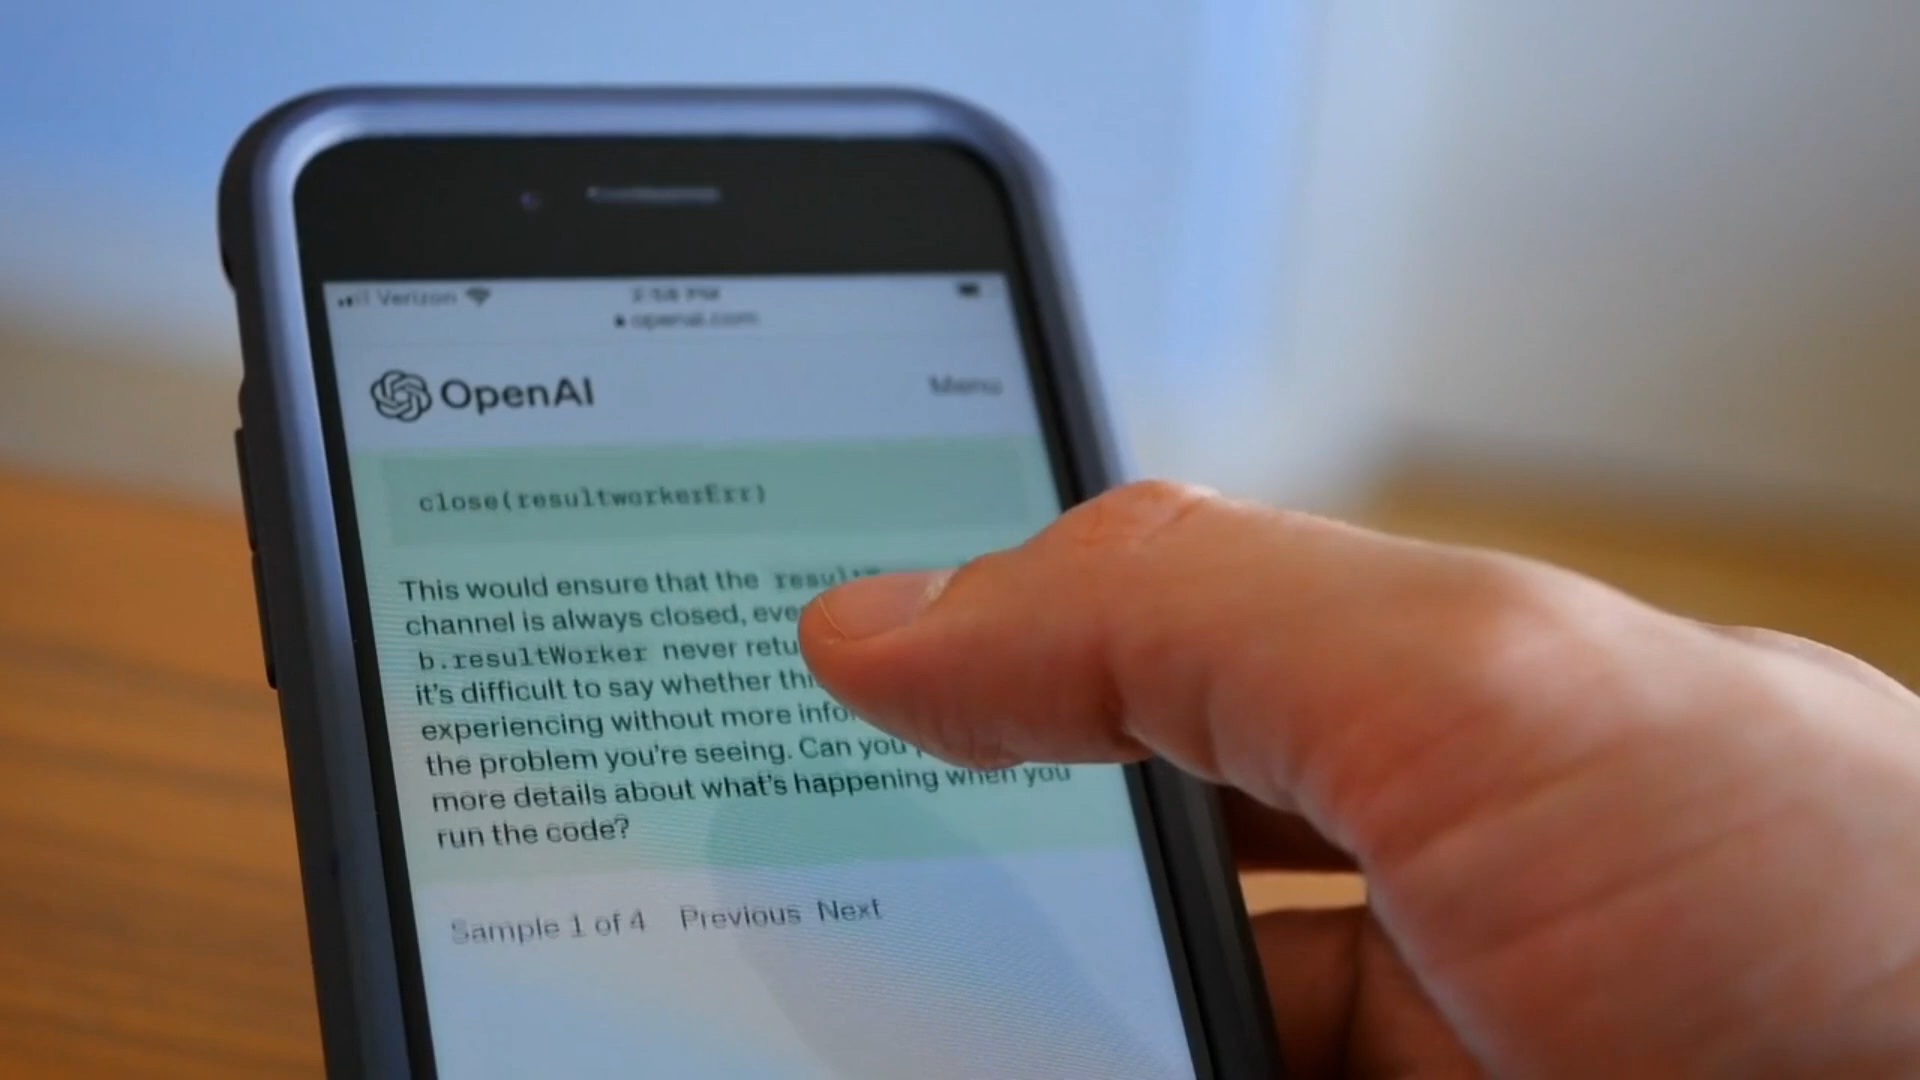 Verizon
openai.com
OpenAI
Menu
close(resultworkerErr)
This would ensure that the
channel is always closed,
b.resultWorker never
it's difficult to say whether
experiencing without more
the problem you're seeing. Can you
more details about what's happening when you
run the code?
Sample 1 of 4 Previous Next